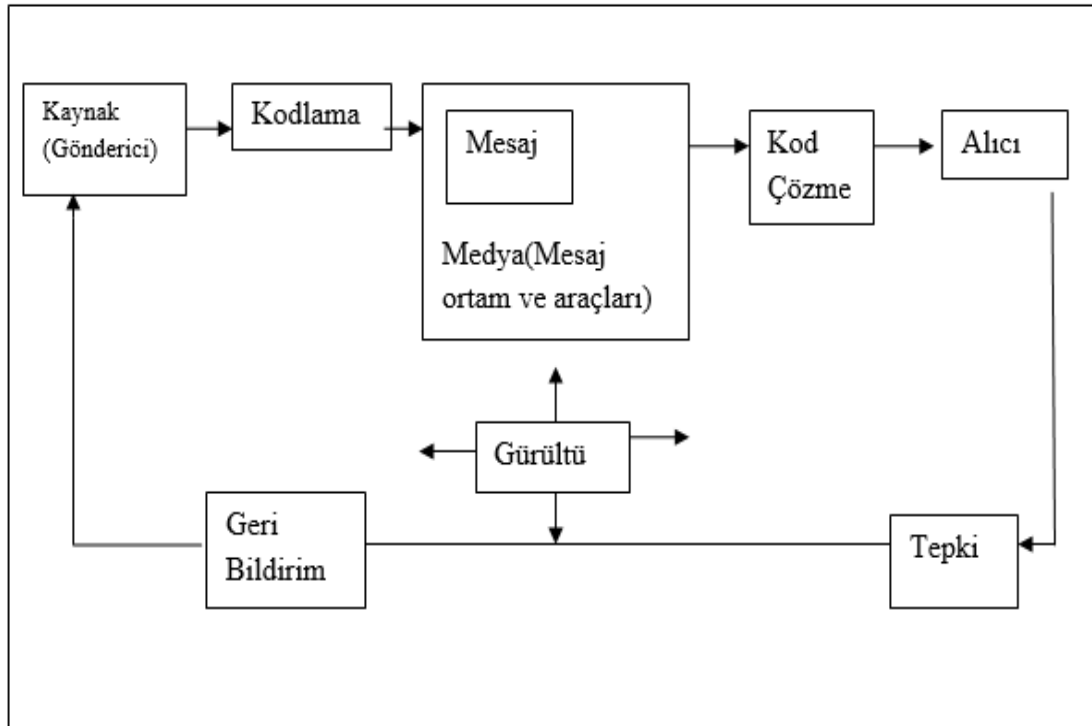 Kaynak
(Gönderici)
Kodlama
Mesaj
Medya(Mesaj
ortam ve araçları)
Kod
Çözme
Alıcı
Gürültü
Geri
Bildirim
Tepki